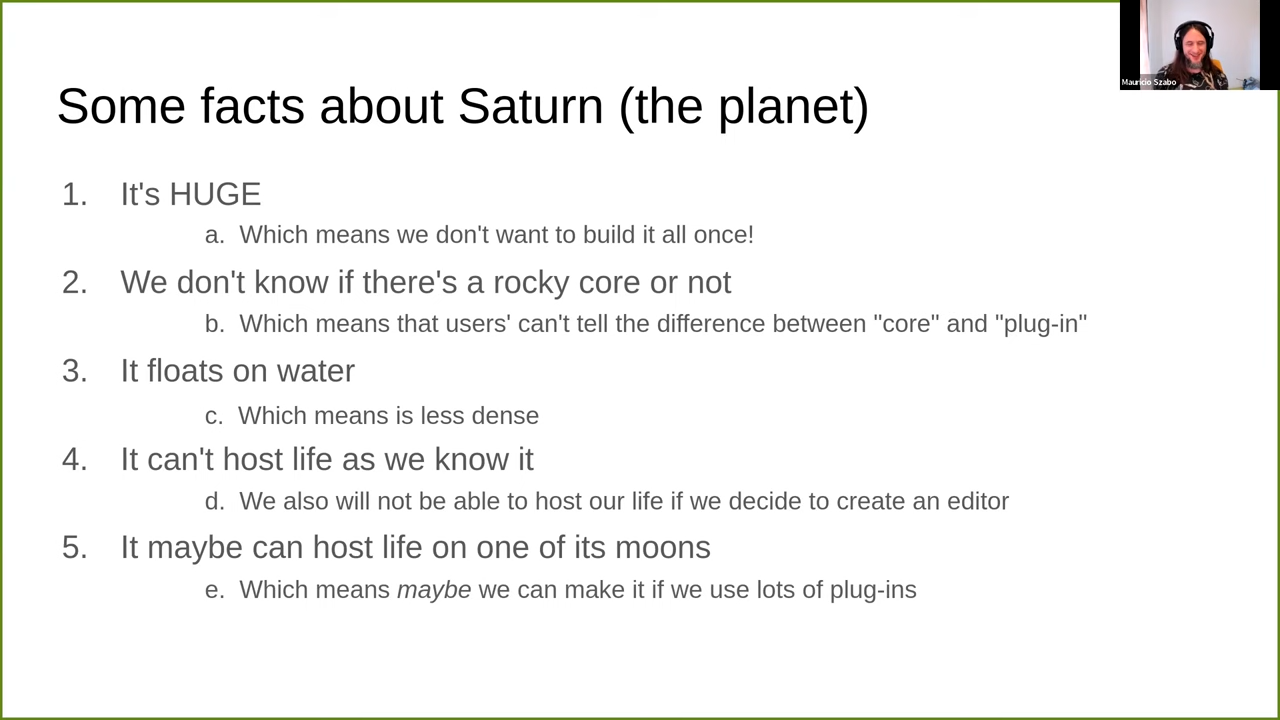 Some facts about Saturn (the planet)
1. It's HUGE
a. Which means we don't want to build it all once!
2. We don't know if there's a rocky core or not
b. Which means that users' can't tell the difference between "core" and "plug-in"
3. It floats on water
c. Which means is less dense
4. It can't host life as we know it
d. We also will not be able to host our life if we decide to create an editor
5. It maybe can host life on one of its moons
e. Which means maybe we can make it if we use lots of plug-ins
Maurício Szabo